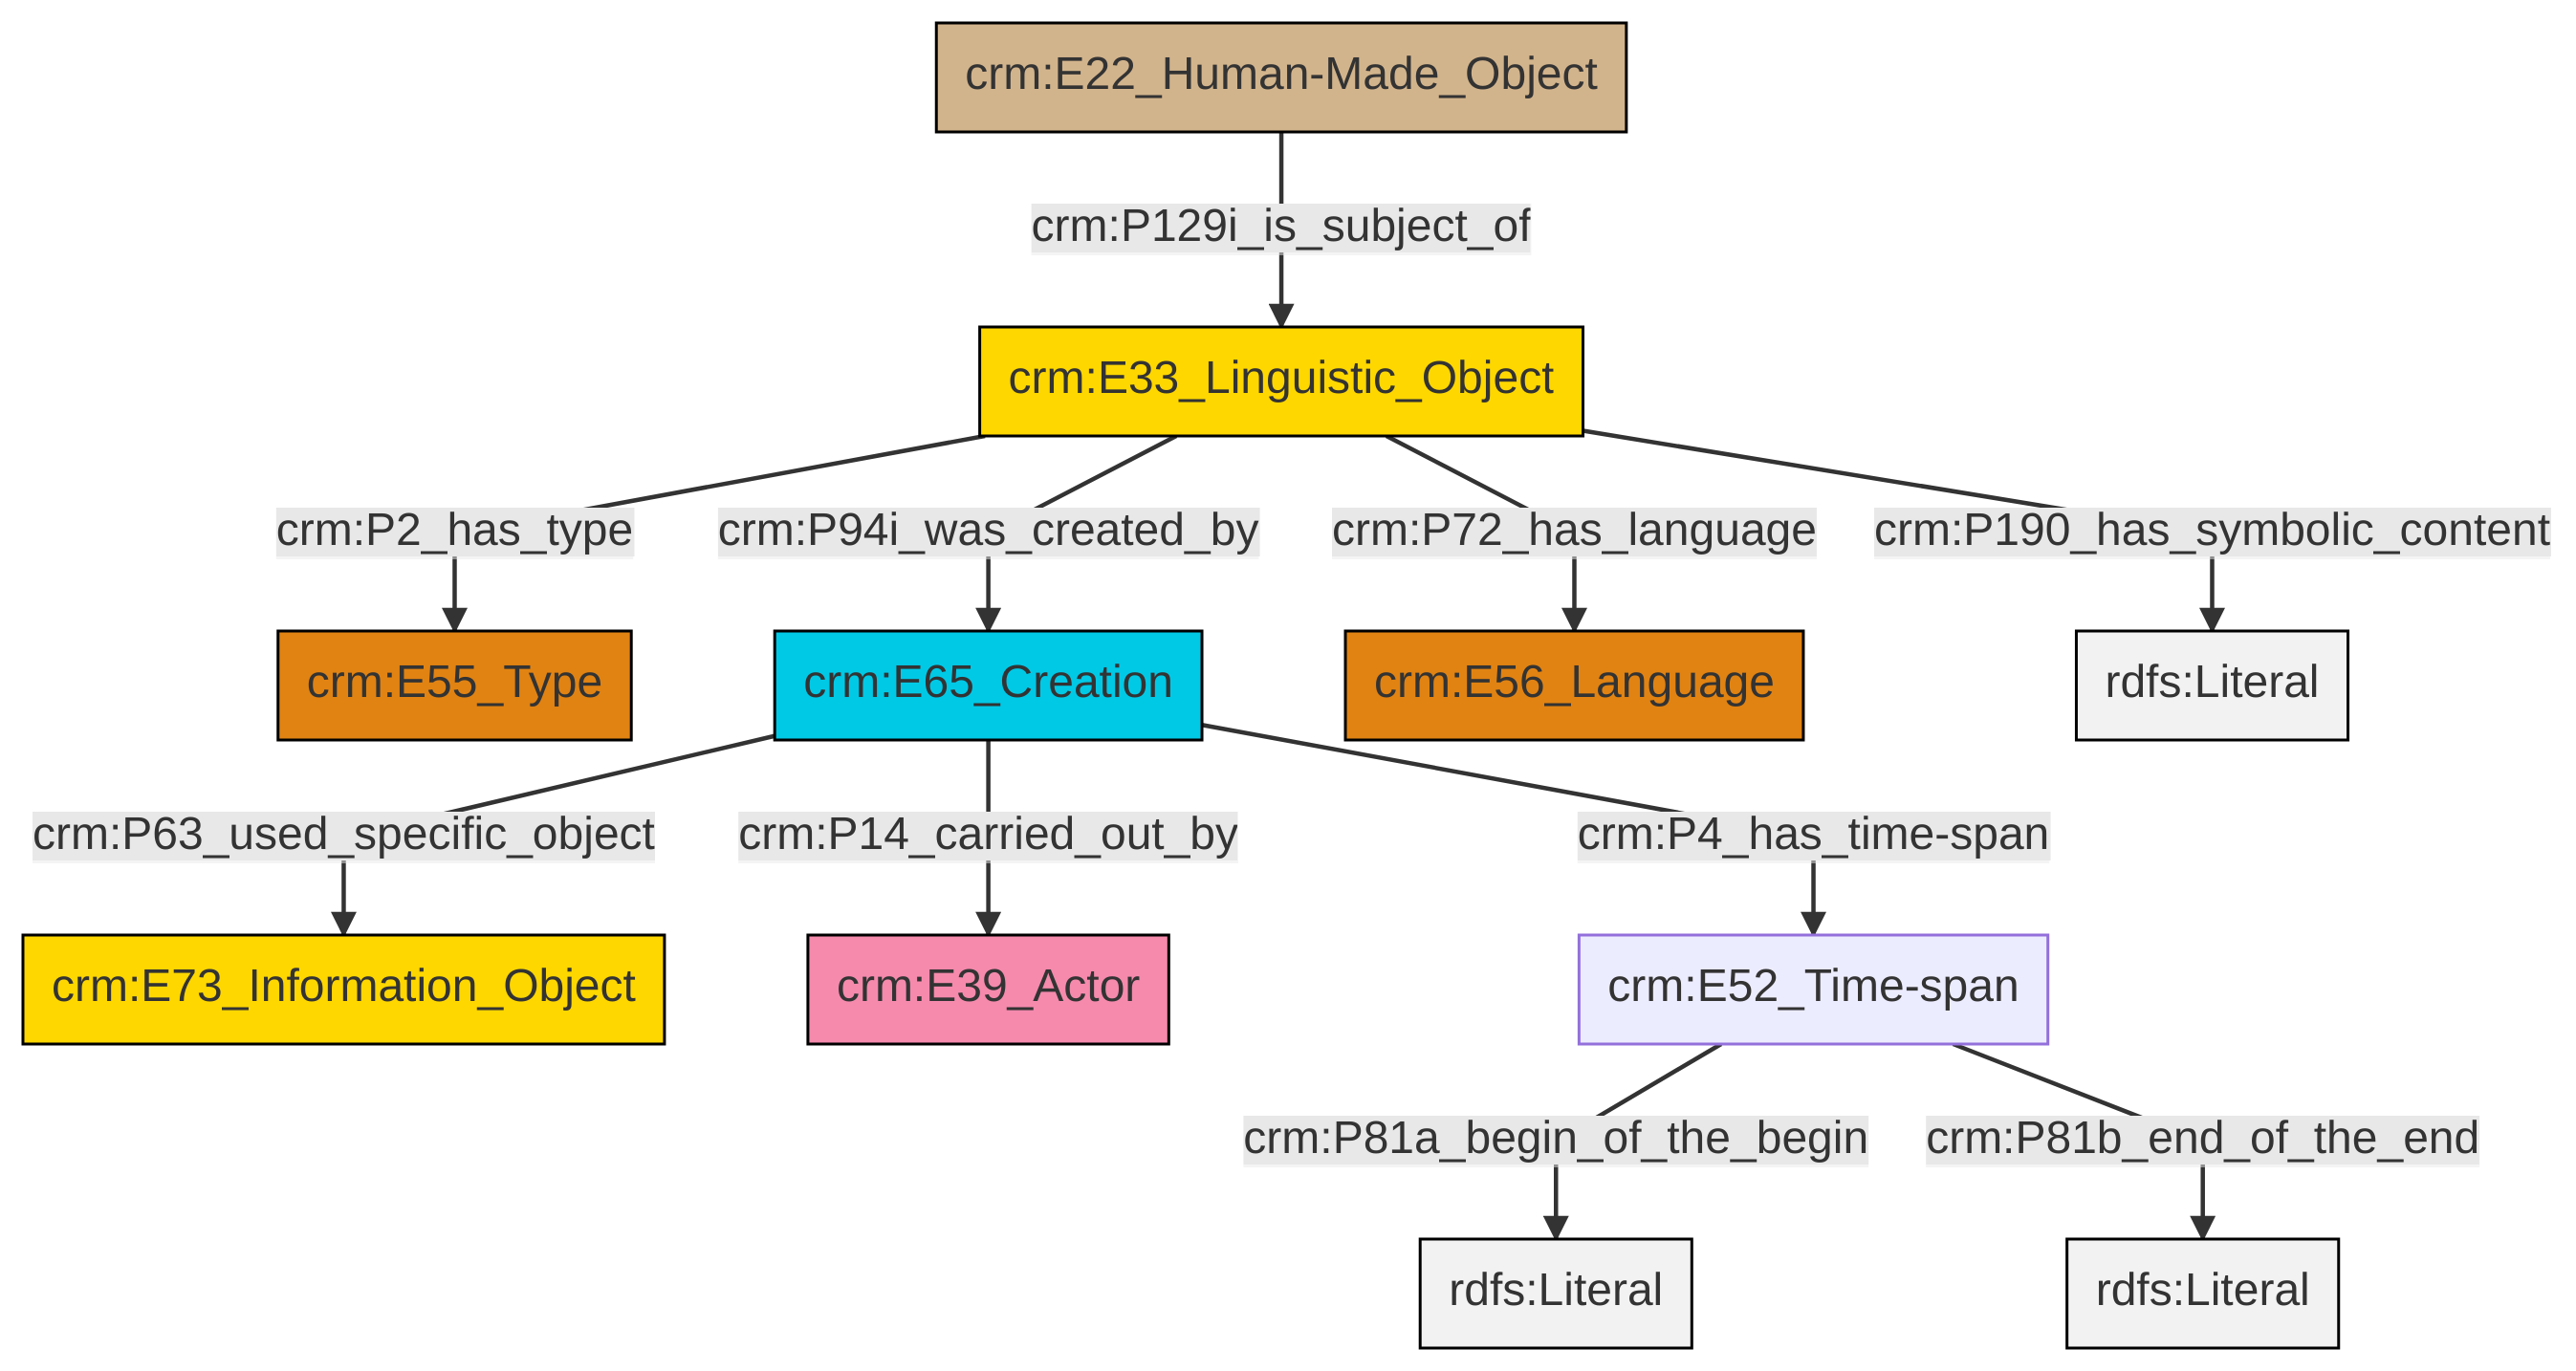 crm:E22_Human-Made_Object
crm:P129i_is_subject_of
crm:E33_Linguistic_Object
crm:P2_has_type
crm:P94i_was_created_by
crm:P72_has_language
crm:P190_has_symbolic_content
crm:E55_Type
crm:E65_Creation
crm:E56_Language
rdfs:Literal
crm:P63_used_specific_object
crm:P14_carried_out_by
crm:P4_has_time-span
crm:E73_Information_Object
crm:E39_Actor
crm:E52_Time-span
crm:P81a_begin_of_the_begin
crm:P81b_end_of_the_end
rdfs:Literal
rdfs:Literal